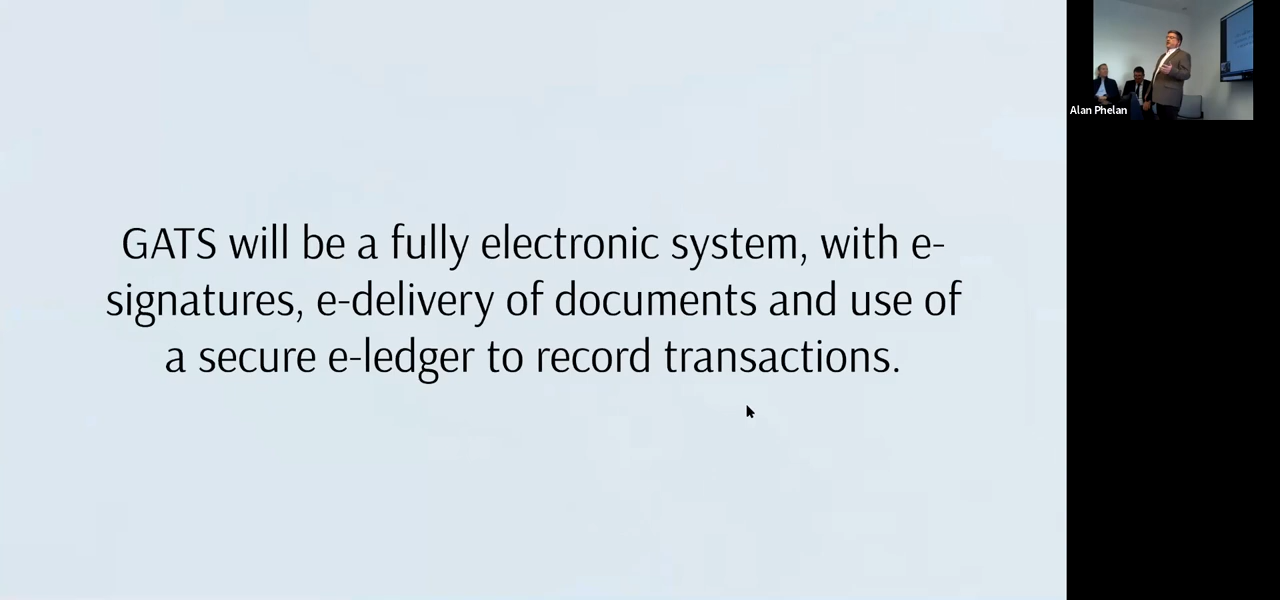 GATS will be a fully electronic system, with e-
signatures, e-delivery of documents and use of
a secure e-ledger to record transactions.
Alan Phelan